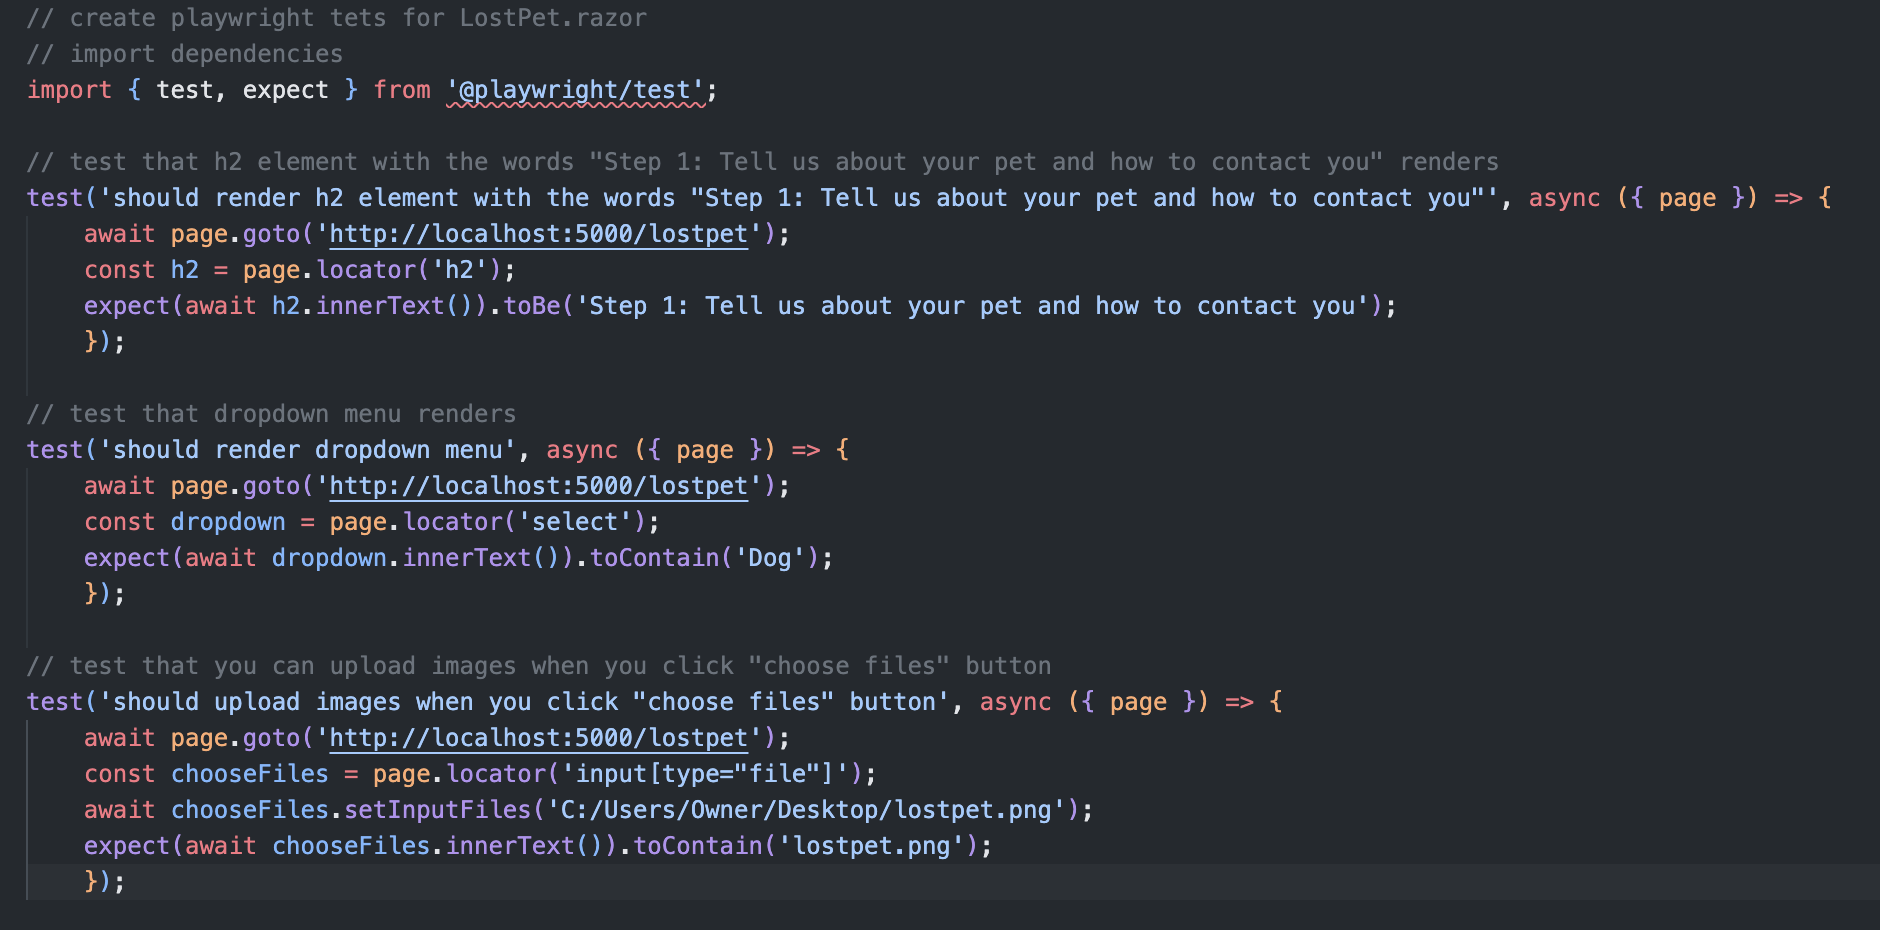 // create playwright tets for LostPet.razor
// import dependencies
import { test, expect } from '@playwright/test';
// test that h2 element with the words "Step 1: Tell us about your pet and how to contact you" renders
test('should render h2 element with the words "Step 1: Tell us about your pet and how to contact you"', async ({ page }) => {
    await page.goto('http://localhost:5000/lostpet');
    const h2 = page.locator('h2');
    expect(await h2.innerText()).toBe('Step 1: Tell us about your pet and how to contact you');
    });
// test that dropdown menu renders
test('should render dropdown menu', async ({ page }) => {
    await page.goto('http://localhost:5000/lostpet');
    const dropdown = page.locator('select');
    expect(await dropdown.innerText()).toContain('Dog');
    });
// test that you can upload images when you click "choose files" button
test('should upload images when you click "choose files" button', async ({ page }) => {
    await page.goto('http://localhost:5000/lostpet');
    const chooseFiles = page.locator('input[type="file"]');
    await chooseFiles.setInputFiles('C:/Users/Owner/Desktop/lostpet.png');
    expect(await chooseFiles.innerText()).toContain('lostpet.png');
    });